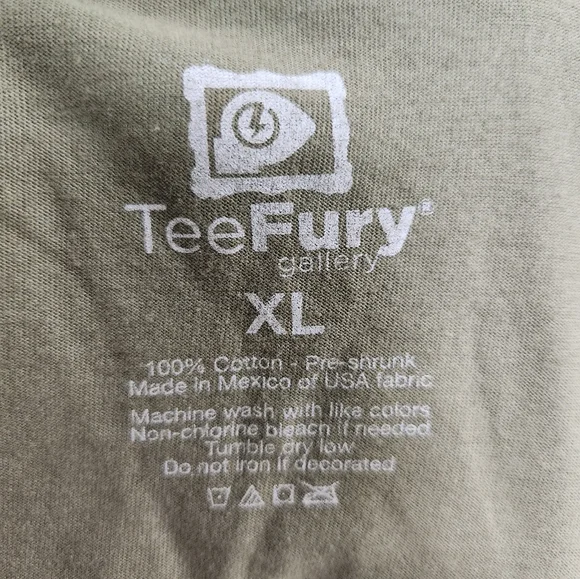 TeeFury®
gallery
XL
100% Cotton - Pre-shrunk
Made in Mexico of USA fabric
Machine wash with like colors
Non-chlorine bleach if needed
Tumble dry low
Do not iron if decorated